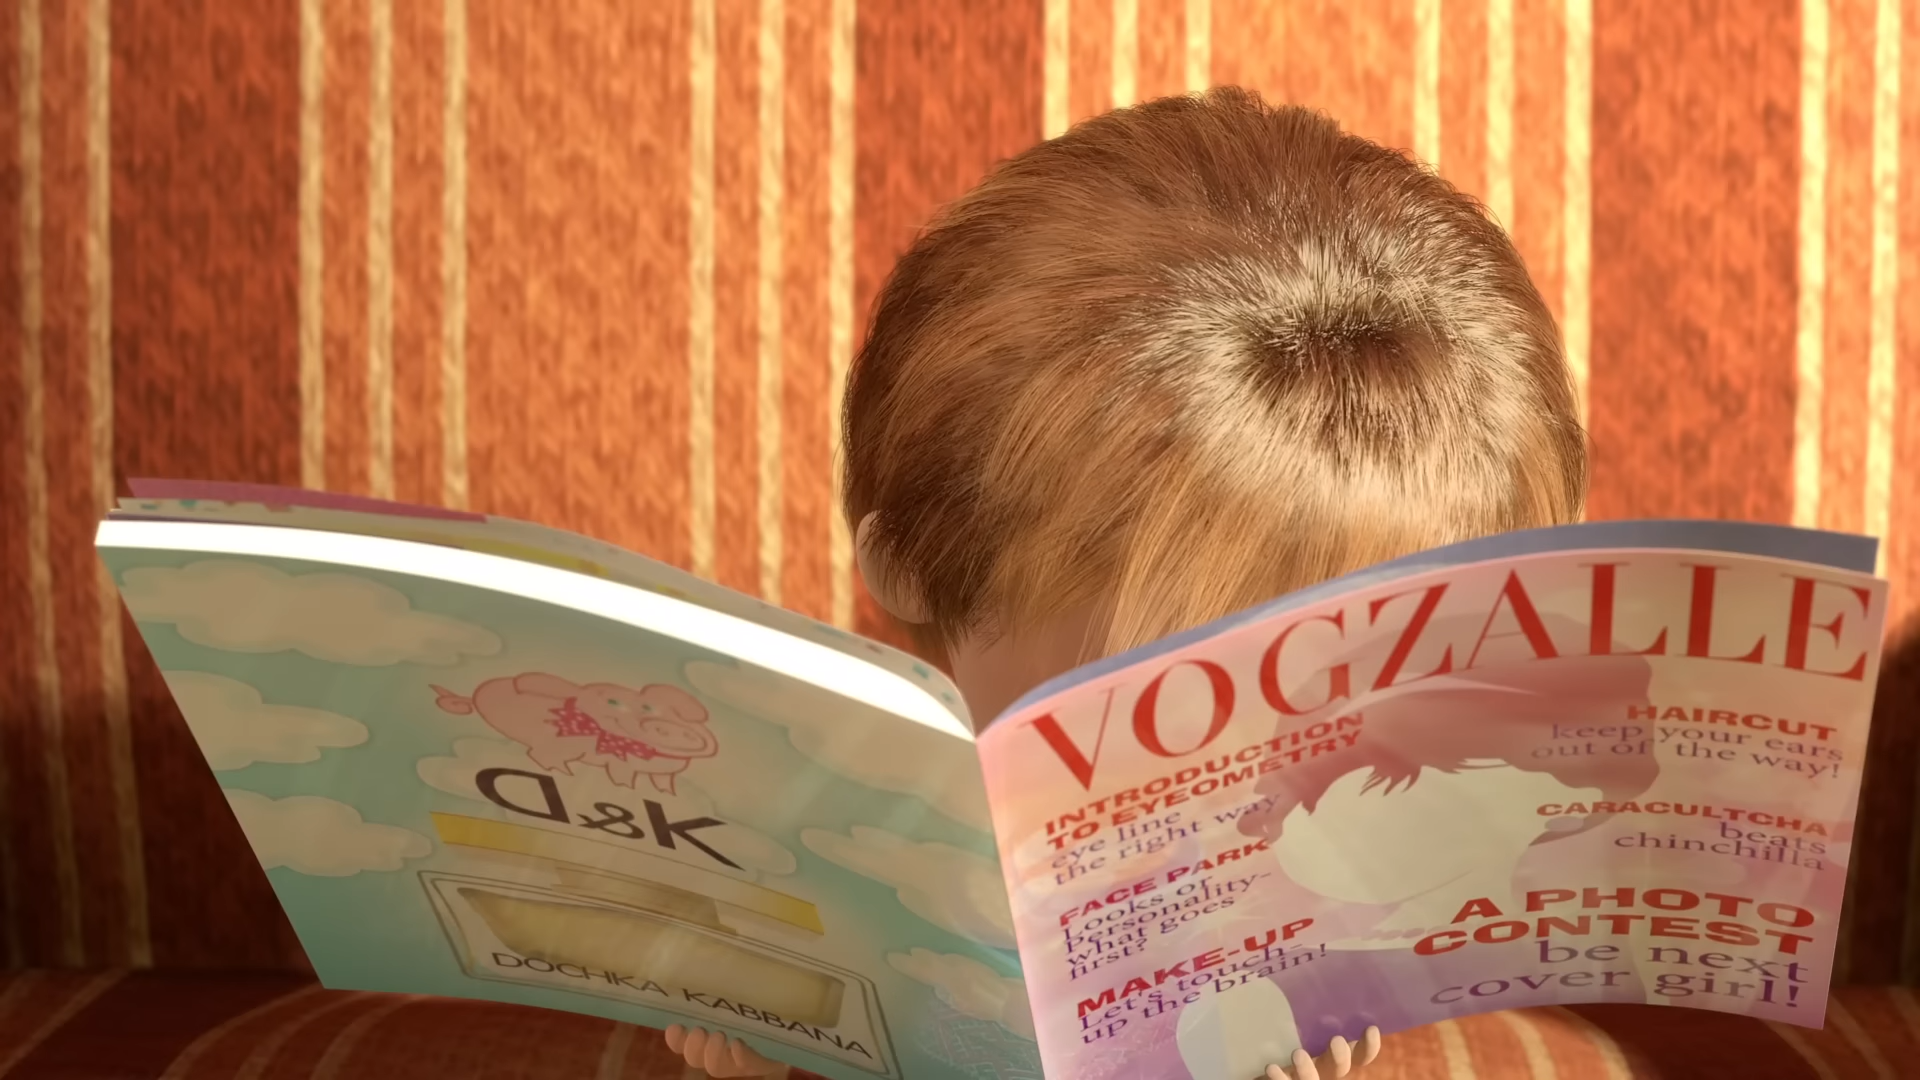 D&K
DOCHKA KABBANA
VOGZALLE
INTRODUCTION
TO EYEOMETRY
eye line
the right way
FACE PARK
Looks or
Personality-
what goes
first?
MAKE-UP
Let's touch-
up the brain!
HAIRCUT
keep your ears
out of the way!
CARACULTCHA
beats
chinchilla
A PHOTO
CONTEST
be next
cover girl!